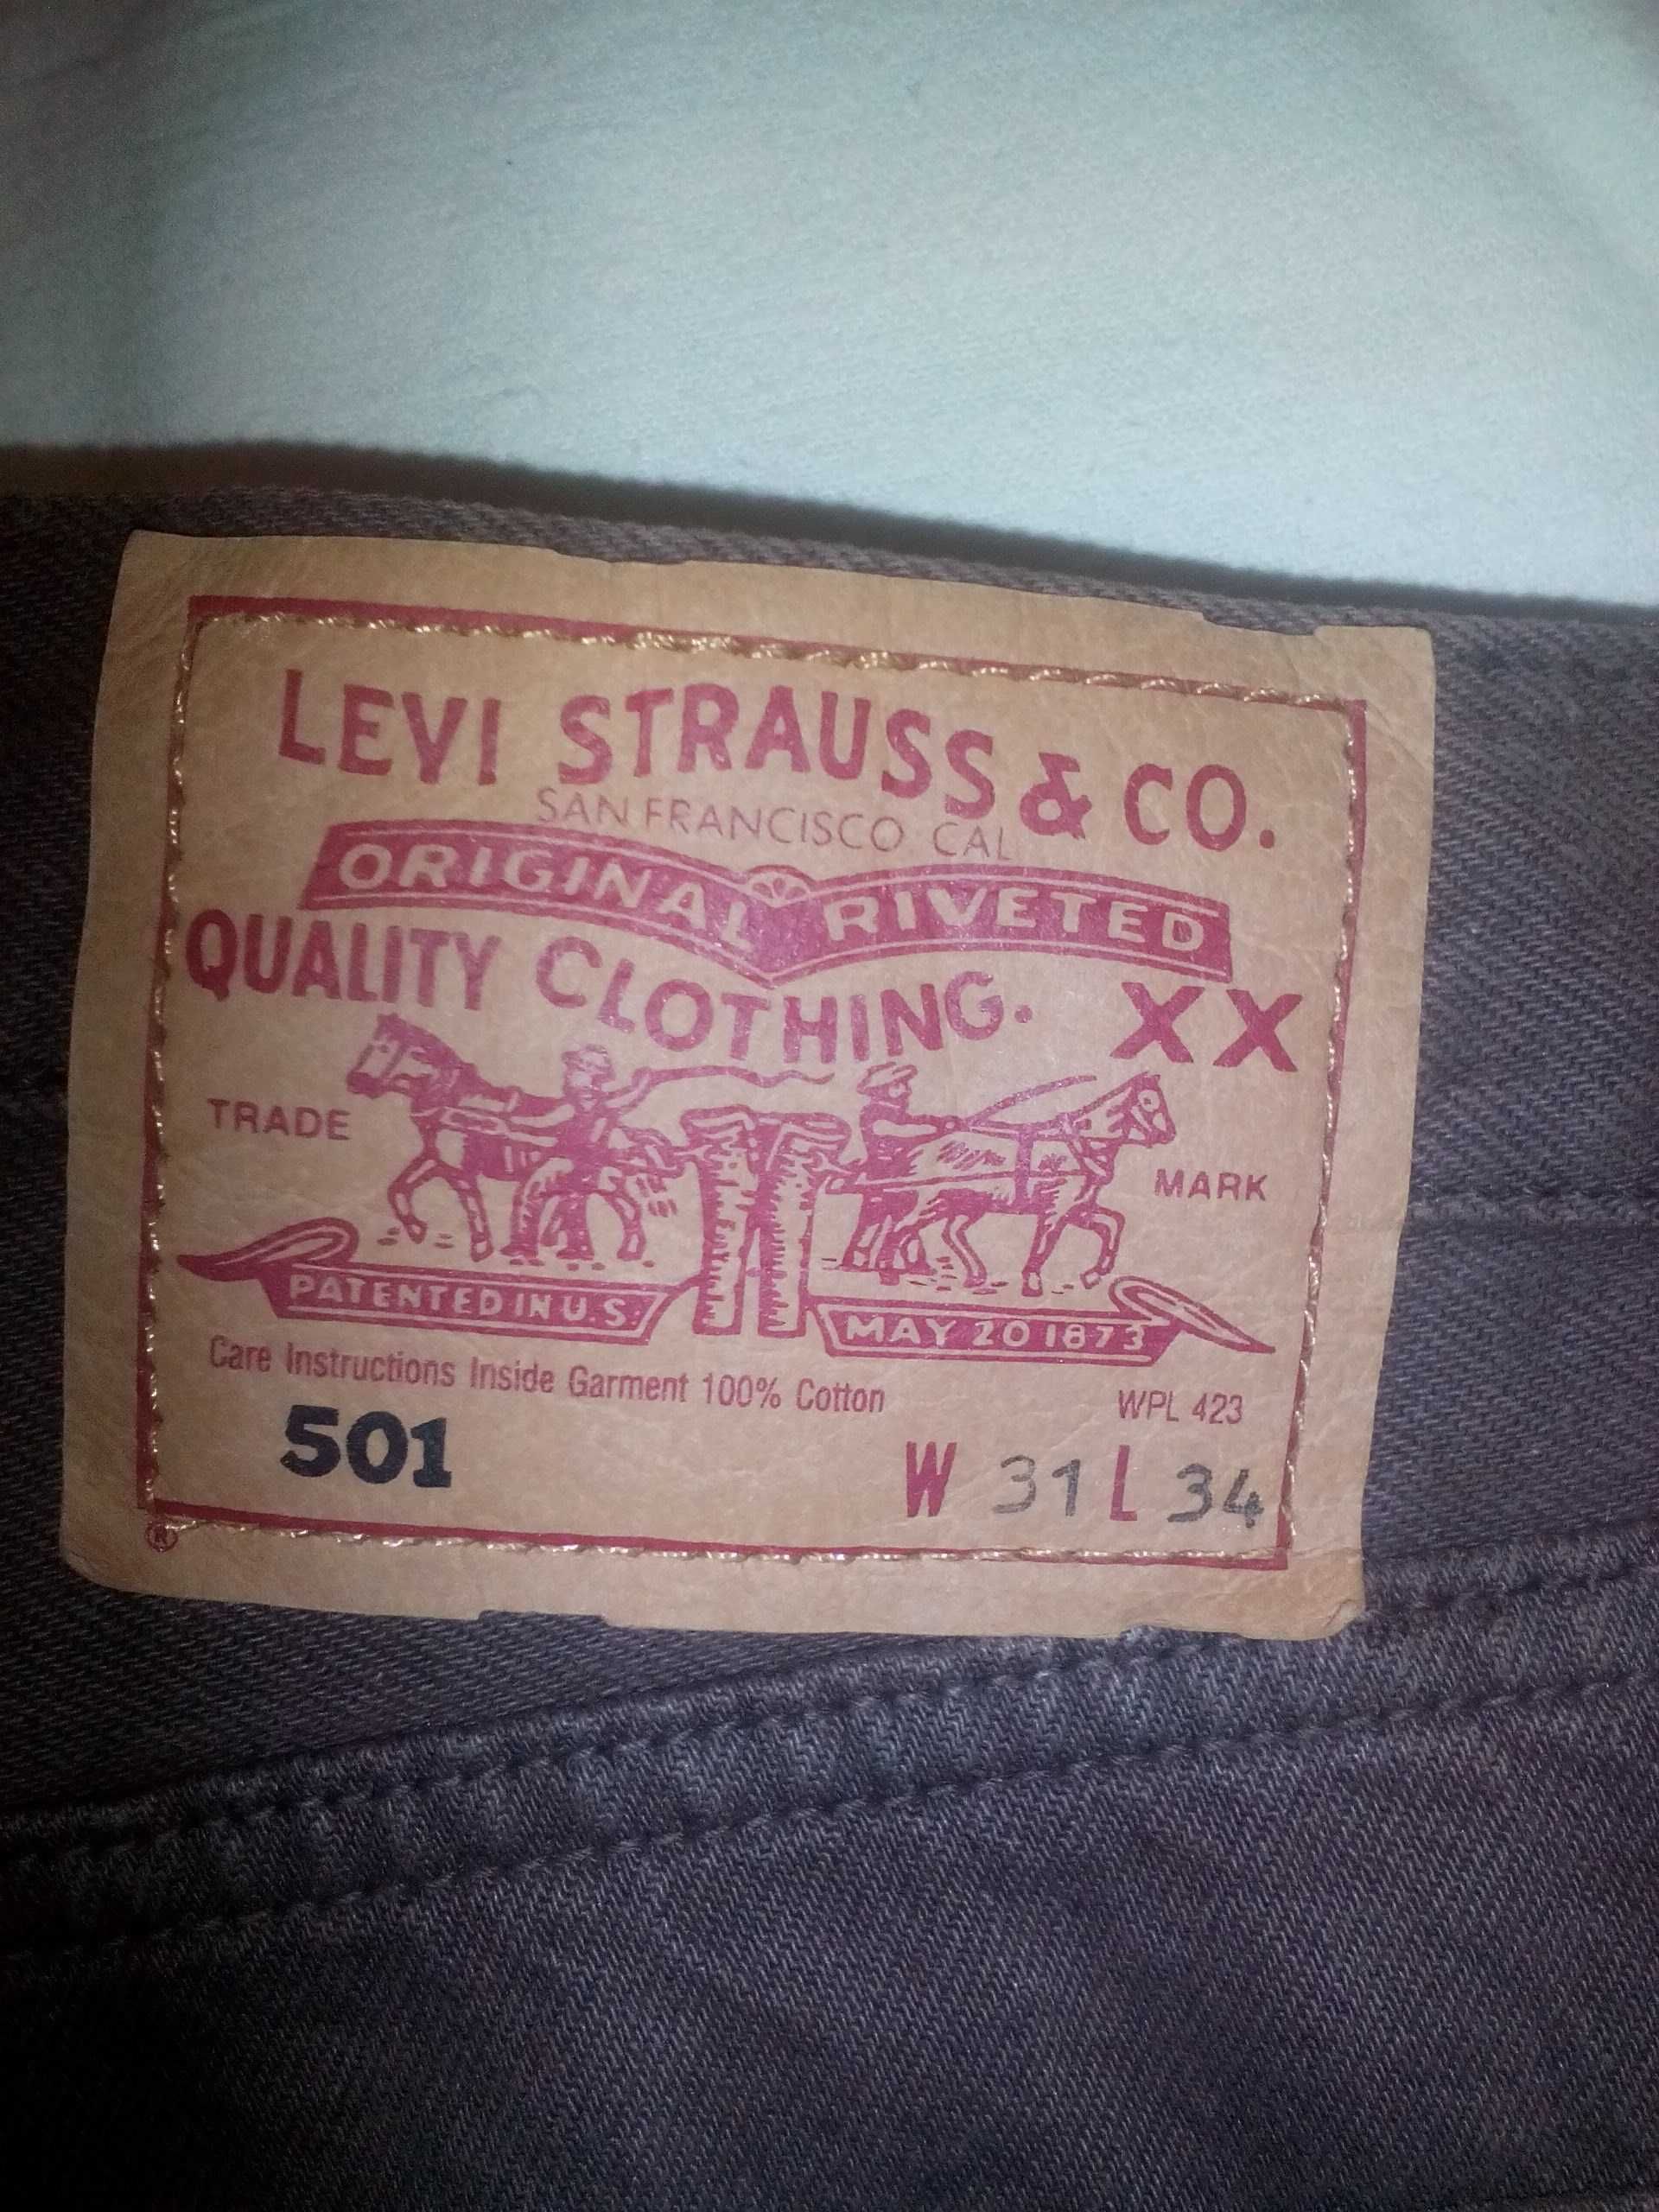 LEVI STRAUSS & CO.
SAN FRANCISCO CAL
ORIGINAL RIVETED
QUALITY CLOTHING. XX
TRADE MARK
PATENTED IN U.S. MAY 20 1873
Care Instructions Inside Garment 100% Cotton WPL 423
501 W 31 L 34
®